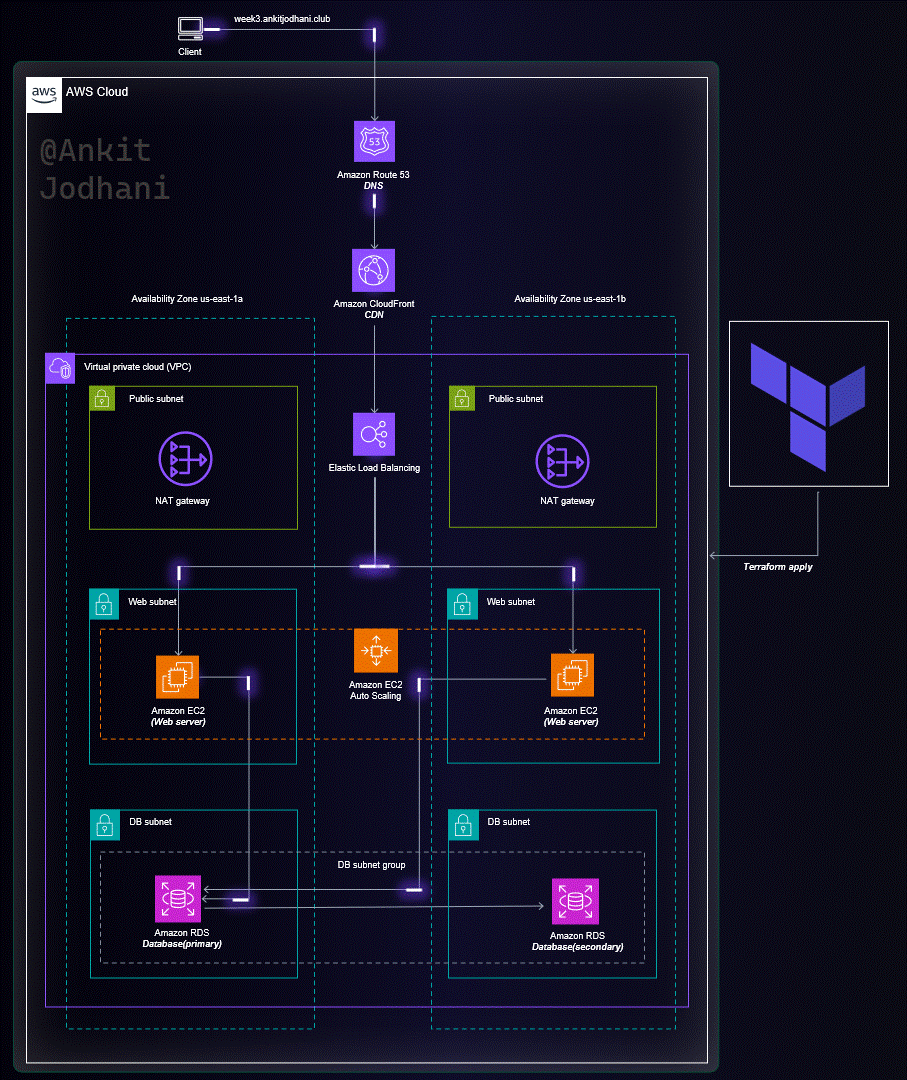 week3.ankitjodhani.club
Client
aws
AWS Cloud
@Ankit
Jodhani
53
Amazon Route 53
DNS
Amazon CloudFront
CDN
Availability Zone us-east-1a
Availability Zone us-east-1b
Virtual private cloud (VPC)
Public subnet
Public subnet
NAT gateway
Elastic Load Balancing
NAT gateway
Terraform apply
Web subnet
Web subnet
Amazon EC2
(Web server)
Amazon EC2
Auto Scaling
Amazon EC2
(Web server)
DB subnet
DB subnet
DB subnet group
Amazon RDS
Database(primary)
Amazon RDS
Database(secondary)